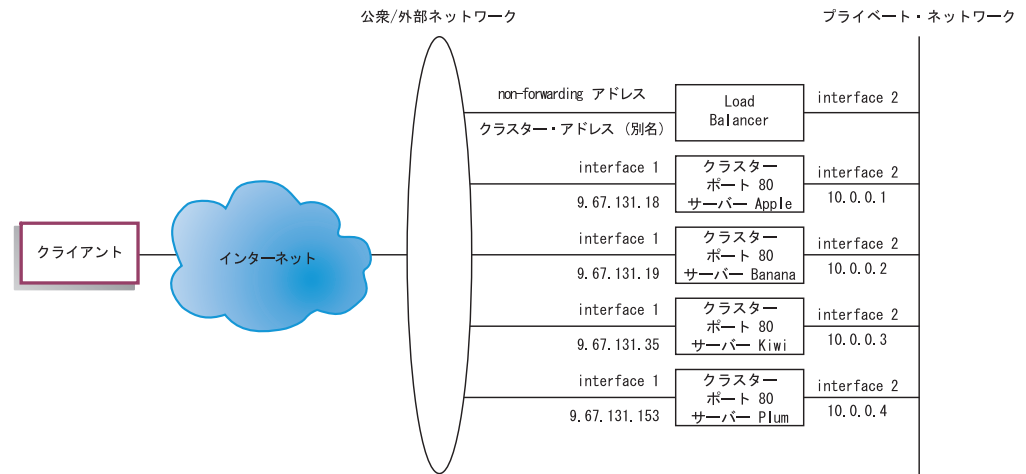 公衆/外部ネットワーク
プライベート・ネットワーク
non-forwarding アドレス
クラスター・アドレス (別名)
Load
Balancer
interface 2
interface 1
9.67.131.18
クラスター
ポート 80
サーバー Apple
interface 2
10.0.0.1
クライアント
インターネット
interface 1
9.67.131.19
クラスター
ポート 80
サーバー Banana
interface 2
10.0.0.2
interface 1
9.67.131.35
クラスター
ポート 80
サーバー Kiwi
interface 2
10.0.0.3
interface 1
9.67.131.153
クラスター
ポート 80
サーバー Plum
interface 2
10.0.0.4